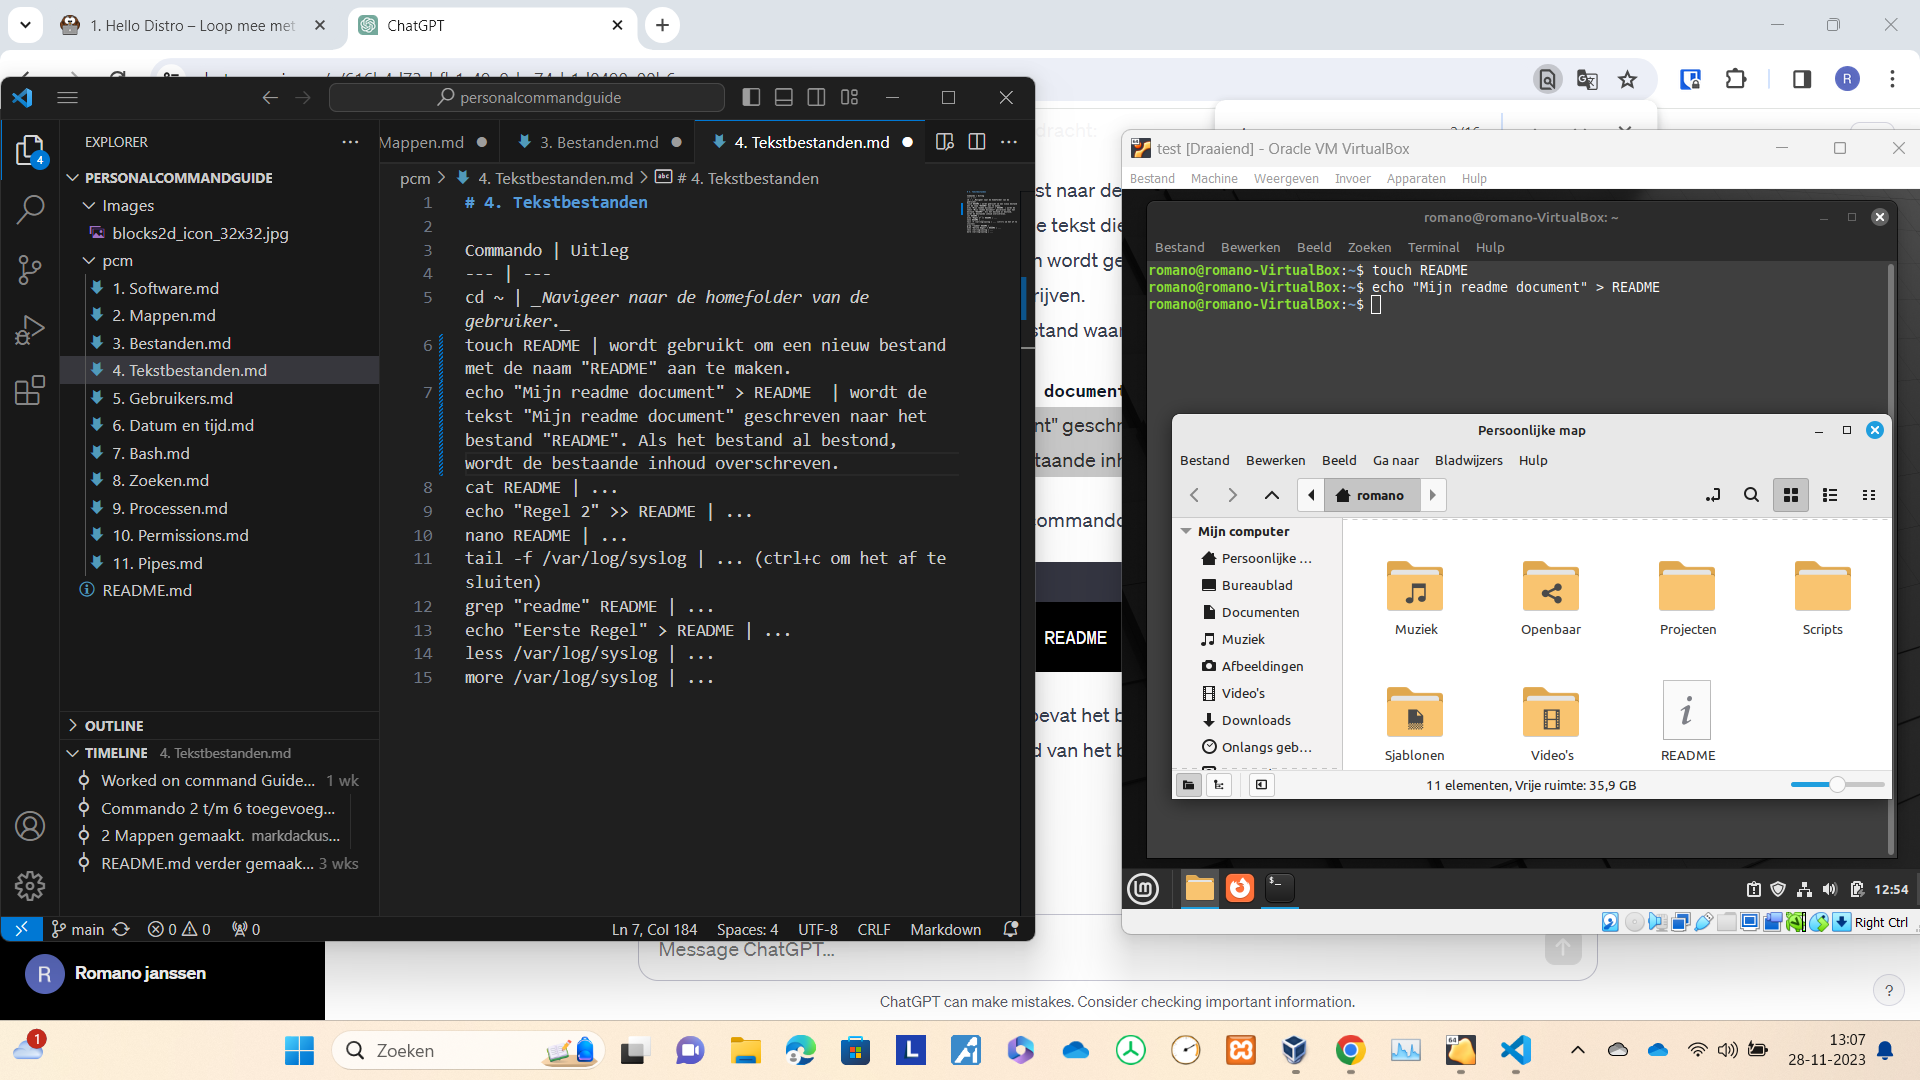 1. Hello Distro – Loop mee met
ChatGPT
R
personalcommandguide
4
EXPLORER
PERSONALCOMMANDGUIDE
Images
blocks2d_icon_32x32.jpg
pcm
1. Software.md
2. Mappen.md
3. Bestanden.md
4. Tekstbestanden.md
5. Gebruikers.md
6. Datum en tijd.md
7. Bash.md
8. Zoeken.md
9. Processen.md
10. Permissions.md
11. Pipes.md
README.md
OUTLINE
TIMELINE 4. Tekstbestanden.md
Worked on command Guide... 1 wk
Commando 2 t/m 6 toegevoeg...
2 Mappen gemaakt. markdackus...
README.md verder gemaak... 3 wks
Mappen.md
3. Bestanden.md
4. Tekstbestanden.md
pcm > 4. Tekstbestanden.md > # 4. Tekstbestanden
1 # 4. Tekstbestanden
2
3 Commando | Uitleg
4 --- | ---
5 cd ~ | _Navigeer naar de homefolder van de
gebruiker._
6 touch README | wordt gebruikt om een nieuw bestand
met de naam "README" aan te maken.
7 echo "Mijn readme document" > README | wordt de
tekst "Mijn readme document" geschreven naar het
bestand "README". Als het bestand al bestond,
wordt de bestaande inhoud overschreven.
8 cat README | ...
9 echo "Regel 2" >> README | ...
10 nano README | ...
11 tail -f /var/log/syslog | ... (ctrl+c om het af te
sluiten)
12 grep "readme" README | ...
13 echo "Eerste Regel" > README | ...
14 less /var/log/syslog | ...
15 more /var/log/syslog | ...
main
0 0
0
Ln 7, Col 184
Spaces: 4
UTF-8
CRLF
Markdown
dracht:
st naar de
e tekst die
n wordt ge
rijven.
stand waar
document
nt" geschr
taande inh
commando
README
bevat het b
d van het b
test [Draaiend] - Oracle VM VirtualBox
Bestand Machine Weergeven Invoer Apparaten Hulp
romano@romano-VirtualBox: ~
Bestand Bewerken Beeld Zoeken Terminal Hulp
romano@romano-VirtualBox:~$ touch README
romano@romano-VirtualBox:~$ echo "Mijn readme document" > README
romano@romano-VirtualBox:~$
Persoonlijke map
Bestand Bewerken Beeld Ga naar Bladwijzers Hulp
romano
Mijn computer
Persoonlijke ...
Bureaublad
Documenten
Muziek
Afbeeldingen
Video's
Downloads
Onlangs geb...
Muziek
Openbaar
Projecten
Scripts
Sjablonen
Video's
README
11 elementen, Vrije ruimte: 35,9 GB
12:54
Right Ctrl
R
Romano janssen
Message ChatGPT...
ChatGPT can make mistakes. Consider checking important information.
?
1
Zoeken
L
64
13:07
28-11-2023